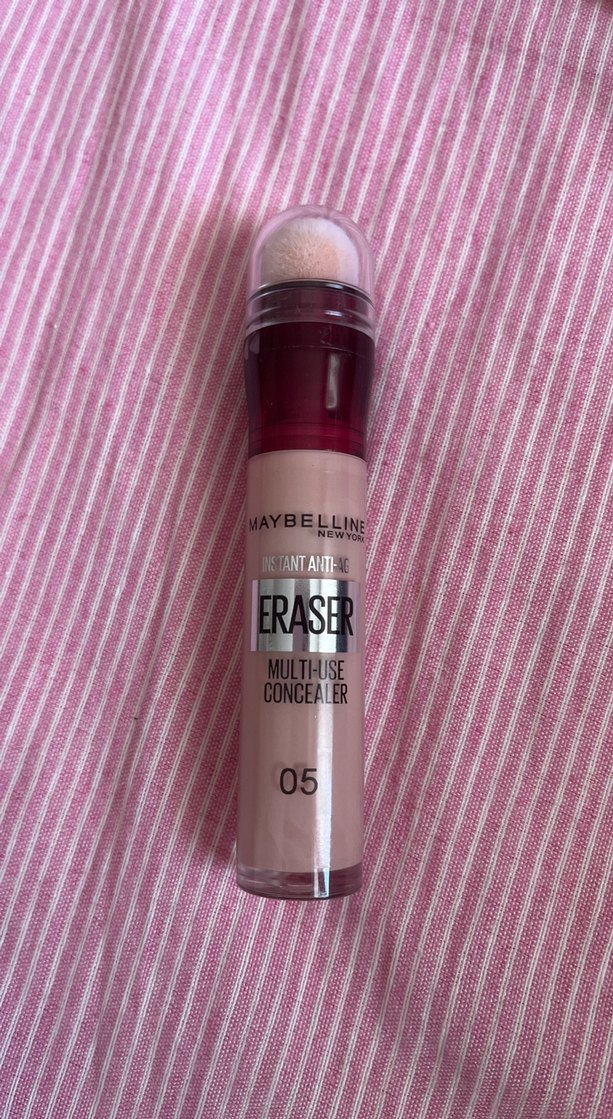 MAYBELLINE
NEW YORK
INSTANT ANTI-AG
ERASER
MULTI-USE
CONCEALER
05